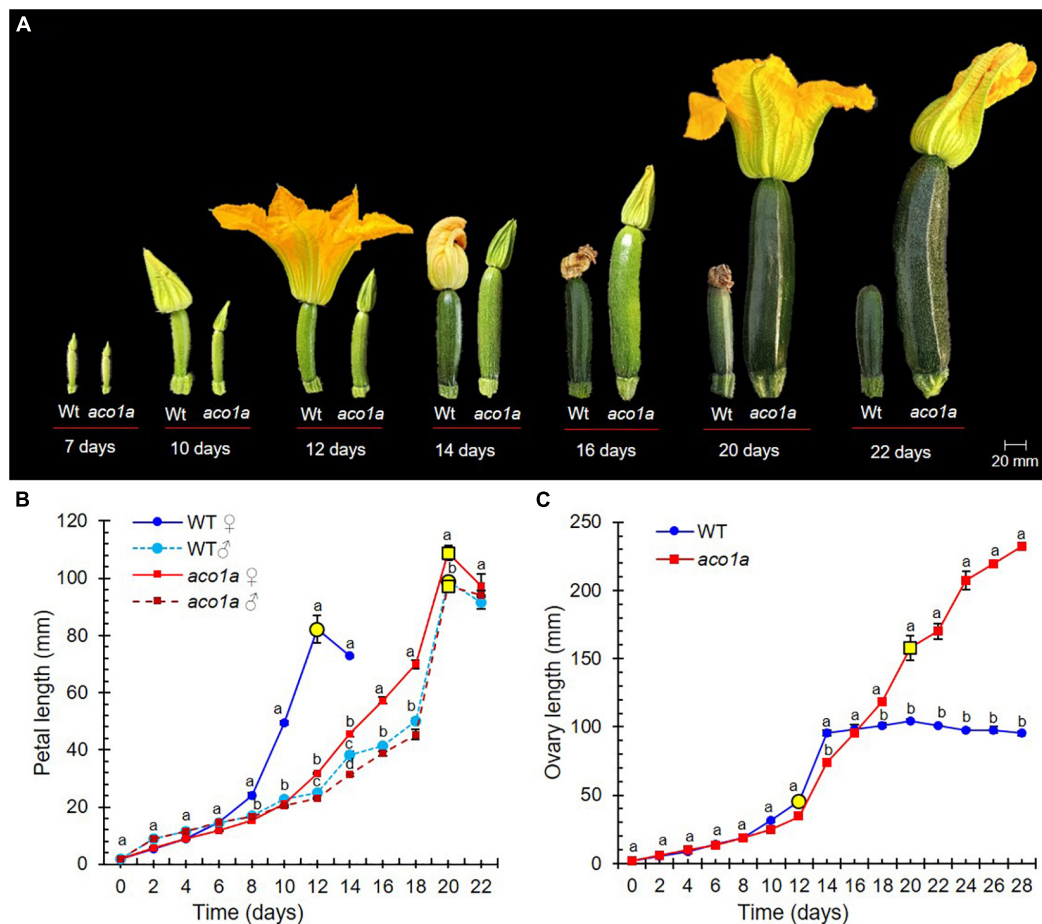 A
Wt aco1a Wt aco1a Wt aco1a Wt aco1a Wt aco1a Wt aco1a Wt aco1a
7 days 10 days 12 days 14 days 16 days 20 days 22 days
20 mm
B
WT ♀
WT ♂
aco1a ♀
aco1a ♂
Petal length (mm)
120
100
80
60
40
20
0
a a a a a a b a b a b c a b c d a b a b a b a
0 2 4 6 8 10 12 14 16 18 20 22
Time (days)
C
WT
aco1a
Ovary length (mm)
250
200
150
100
50
0
a a a a a a a a b a a b a b a b a b a b a b
0 2 4 6 8 10 12 14 16 18 20 22 24 26 28
Time (days)